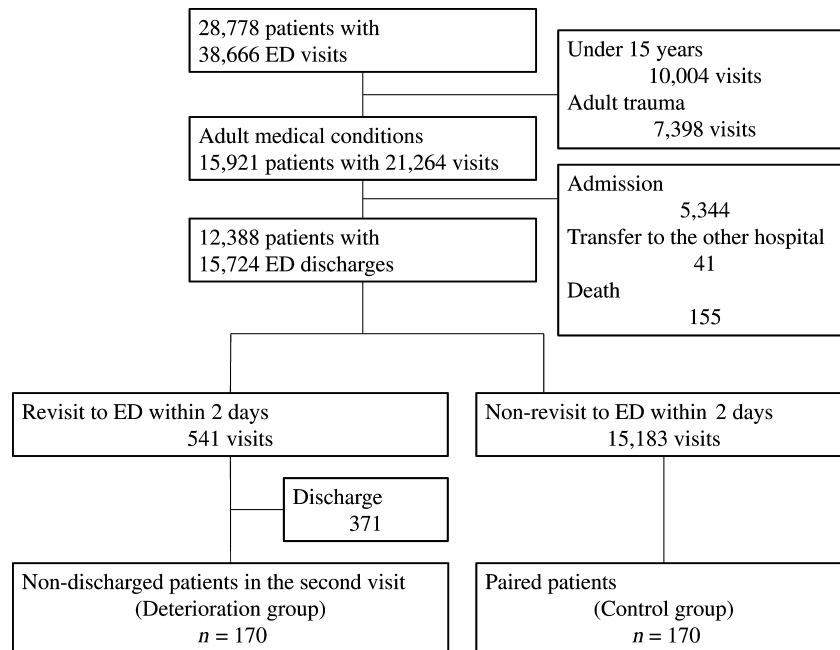 28,778 patients with
38,666 ED visits
Under 15 years
10,004 visits
Adult trauma
7,398 visits
Adult medical conditions
15,921 patients with 21,264 visits
Admission
5,344
Transfer to the other hospital
41
Death
155
12,388 patients with
15,724 ED discharges
Revisit to ED within 2 days
541 visits
Non-revisit to ED within 2 days
15,183 visits
Discharge
371
Non-discharged patients in the second visit
(Deterioration group)
n = 170
Paired patients
(Control group)
n = 170